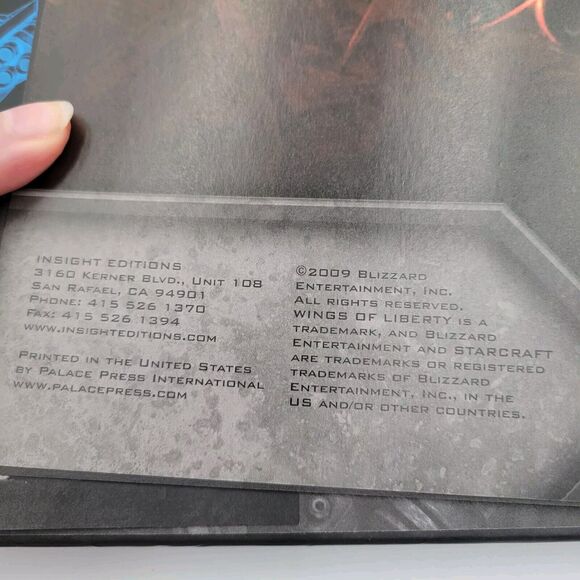 INSIGHT EDITIONS
3160 KERNER BLVD., UNIT 108
SAN RAFAEL, CA 94901
PHONE: 415 526 1370
FAX: 415 526 1394
WWW.INSIGHTEDITIONS.COM
PRINTED IN THE UNITED STATES
BY PALACE PRESS INTERNATIONAL
WWW.PALACEPRESS.COM
©2009 BLIZZARD
ENTERTAINMENT, INC.
ALL RIGHTS RESERVED.
WINGS OF LIBERTY IS A
TRADEMARK, AND BLIZZARD
ENTERTAINMENT AND STARCRAFT
ARE TRADEMARKS OR REGISTERED
TRADEMARKS OF BLIZZARD
ENTERTAINMENT, INC., IN THE
US AND/OR OTHER COUNTRIES.